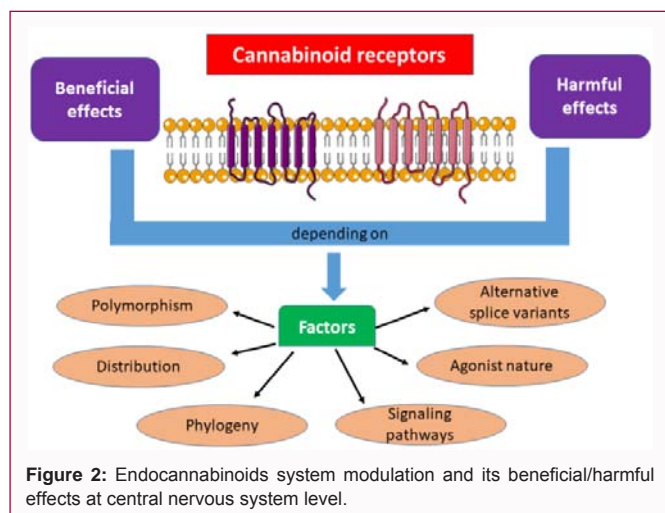 Cannabinoid receptors
Beneficial
effects
Harmful
effects
depending on
Factors
Polymorphism
Distribution
Phylogeny
Signaling
pathways
Agonist nature
Alternative
splice variants
Figure 2: Endocannabinoids system modulation and its beneficial/harmful
effects at central nervous system level.